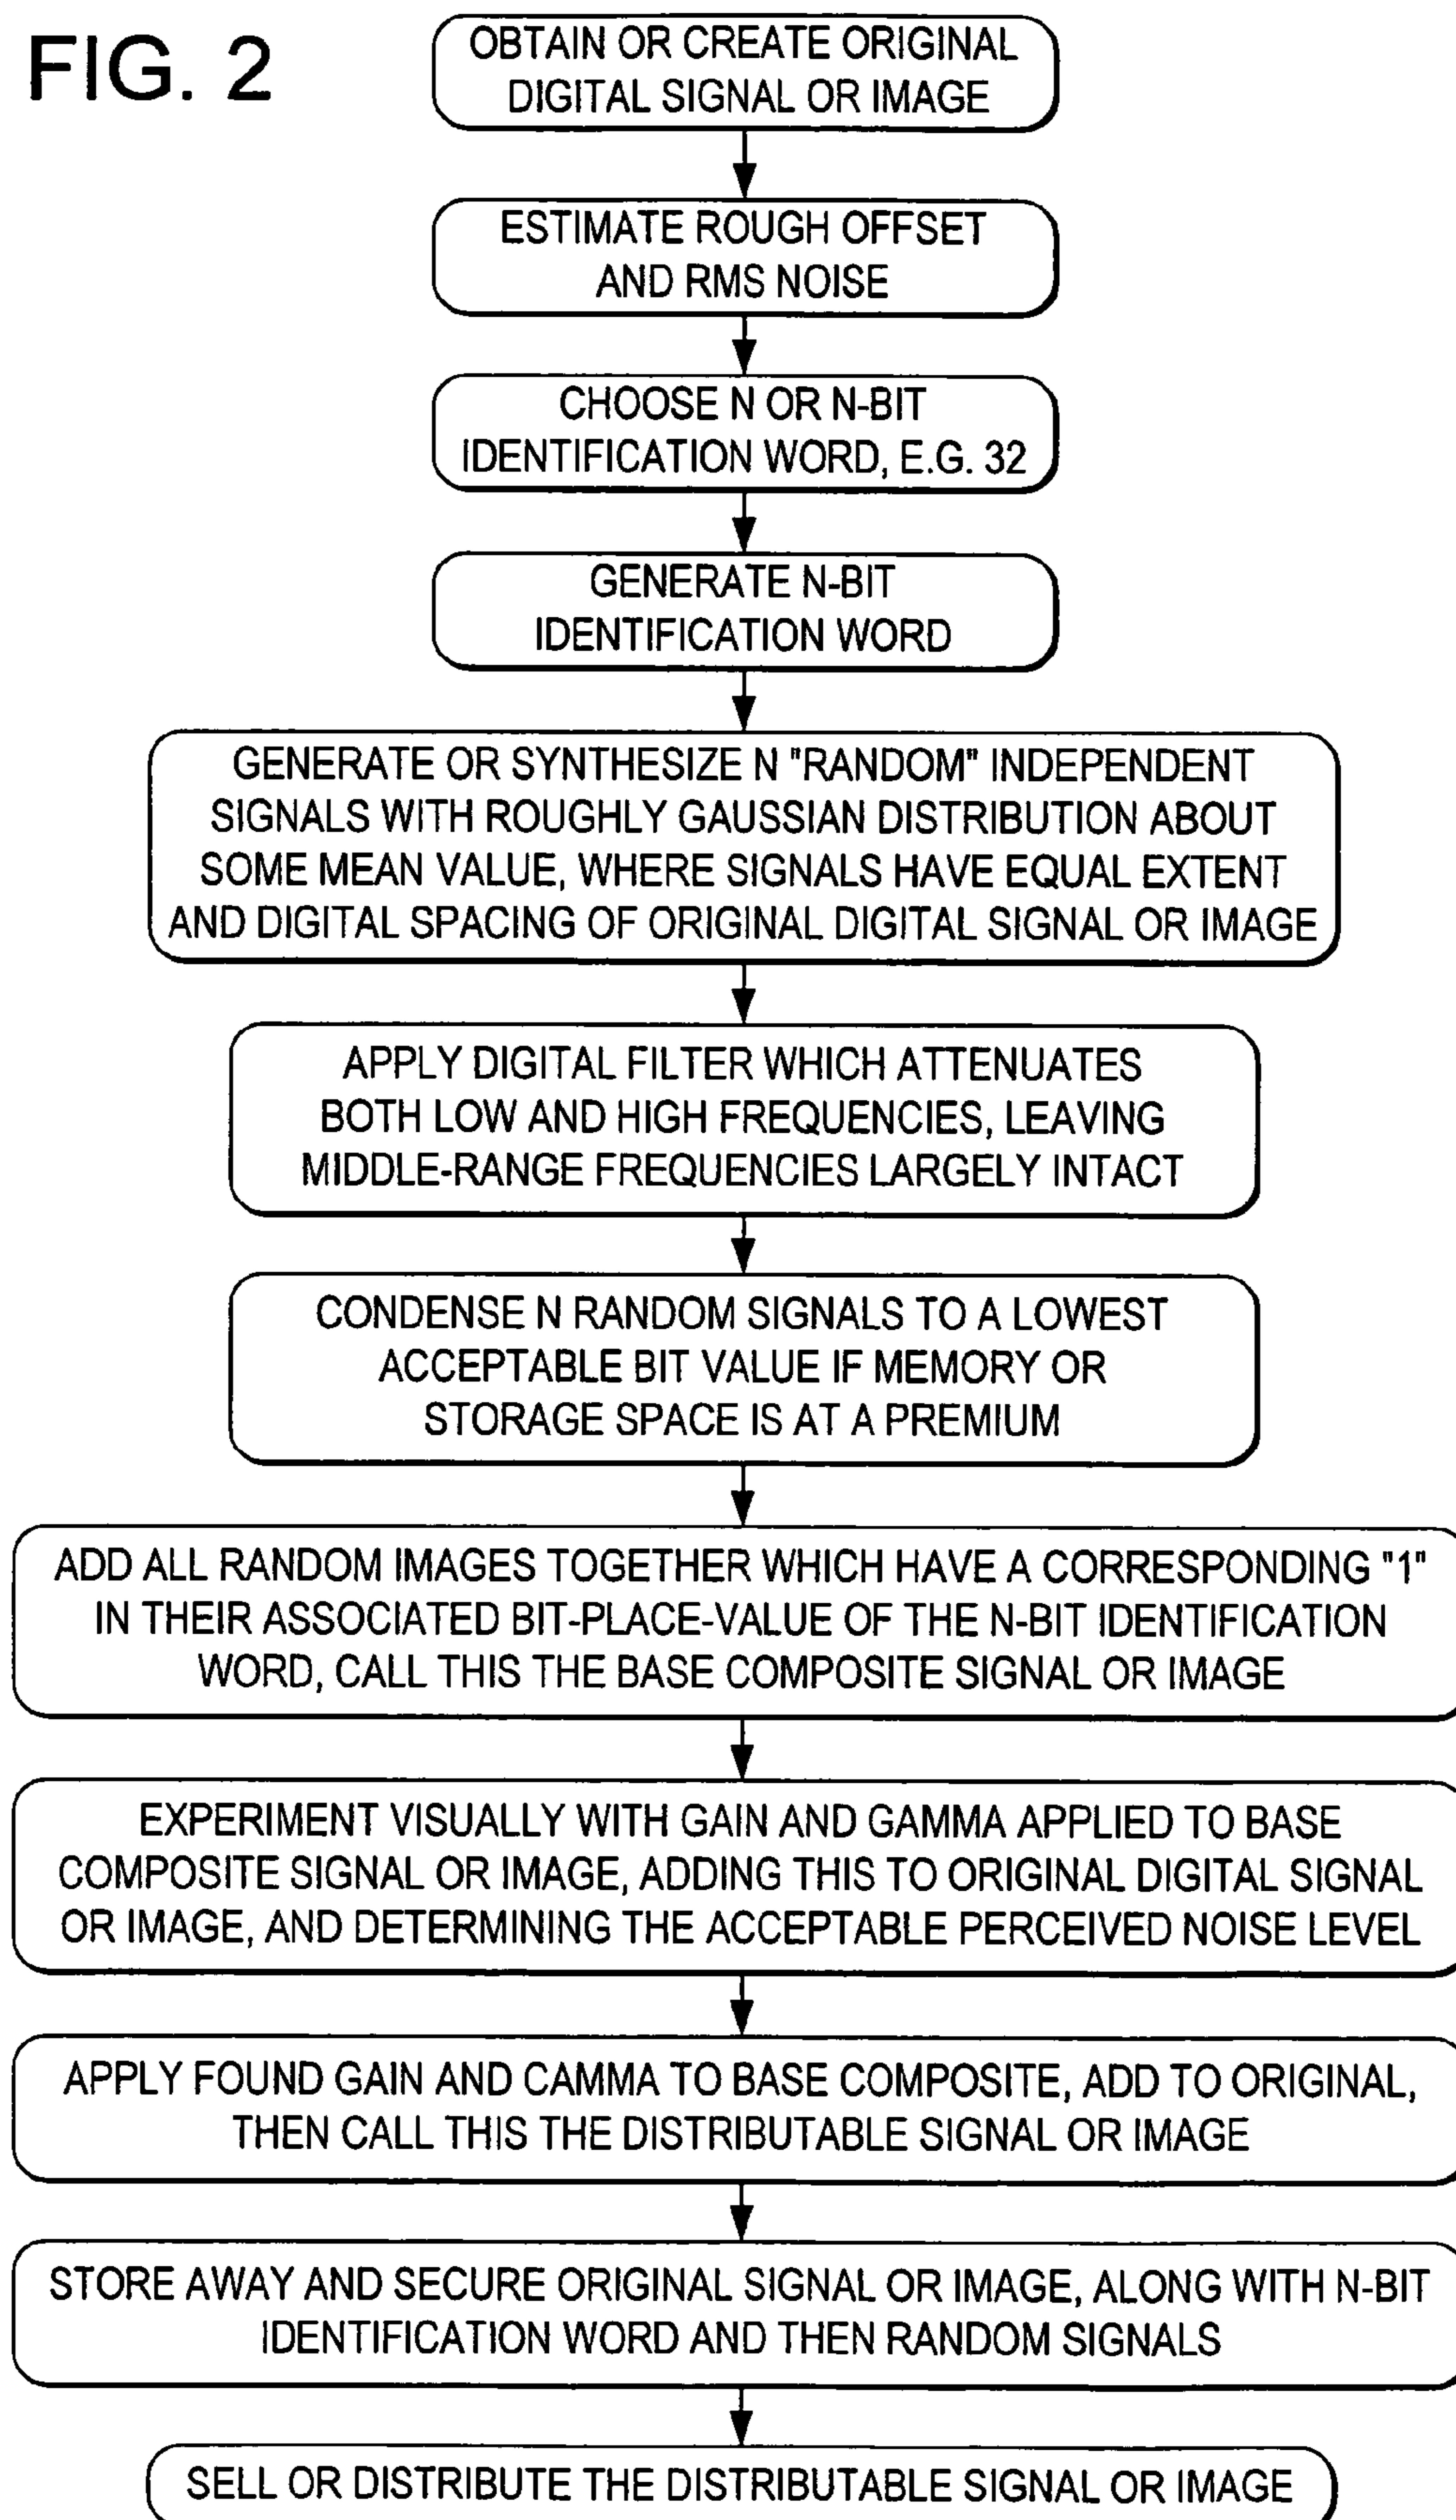 FIG. 2
OBTAIN OR CREATE ORIGINAL
DIGITAL SIGNAL OR IMAGE
ESTIMATE ROUGH OFFSET
AND RMS NOISE
CHOOSE N OR N-BIT
IDENTIFICATION WORD, E.G. 32
GENERATE N-BIT
IDENTIFICATION WORD
GENERATE OR SYNTHESIZE N "RANDOM" INDEPENDENT
SIGNALS WITH ROUGHLY GAUSSIAN DISTRIBUTION ABOUT
SOME MEAN VALUE, WHERE SIGNALS HAVE EQUAL EXTENT
AND DIGITAL SPACING OF ORIGINAL DIGITAL SIGNAL OR IMAGE
APPLY DIGITAL FILTER WHICH ATTENUATES
BOTH LOW AND HIGH FREQUENCIES, LEAVING
MIDDLE-RANGE FREQUENCIES LARGELY INTACT
CONDENSE N RANDOM SIGNALS TO A LOWEST
ACCEPTABLE BIT VALUE IF MEMORY OR
STORAGE SPACE IS AT A PREMIUM
ADD ALL RANDOM IMAGES TOGETHER WHICH HAVE A CORRESPONDING "1"
IN THEIR ASSOCIATED BIT-PLACE-VALUE OF THE N-BIT IDENTIFICATION
WORD, CALL THIS THE BASE COMPOSITE SIGNAL OR IMAGE
EXPERIMENT VISUALLY WITH GAIN AND GAMMA APPLIED TO BASE
COMPOSITE SIGNAL OR IMAGE, ADDING THIS TO ORIGINAL DIGITAL SIGNAL
OR IMAGE, AND DETERMINING THE ACCEPTABLE PERCEIVED NOISE LEVEL
APPLY FOUND GAIN AND CAMMA TO BASE COMPOSITE, ADD TO ORIGINAL,
THEN CALL THIS THE DISTRIBUTABLE SIGNAL OR IMAGE
STORE AWAY AND SECURE ORIGINAL SIGNAL OR IMAGE, ALONG WITH N-BIT
IDENTIFICATION WORD AND THEN RANDOM SIGNALS
SELL OR DISTRIBUTE THE DISTRIBUTABLE SIGNAL OR IMAGE